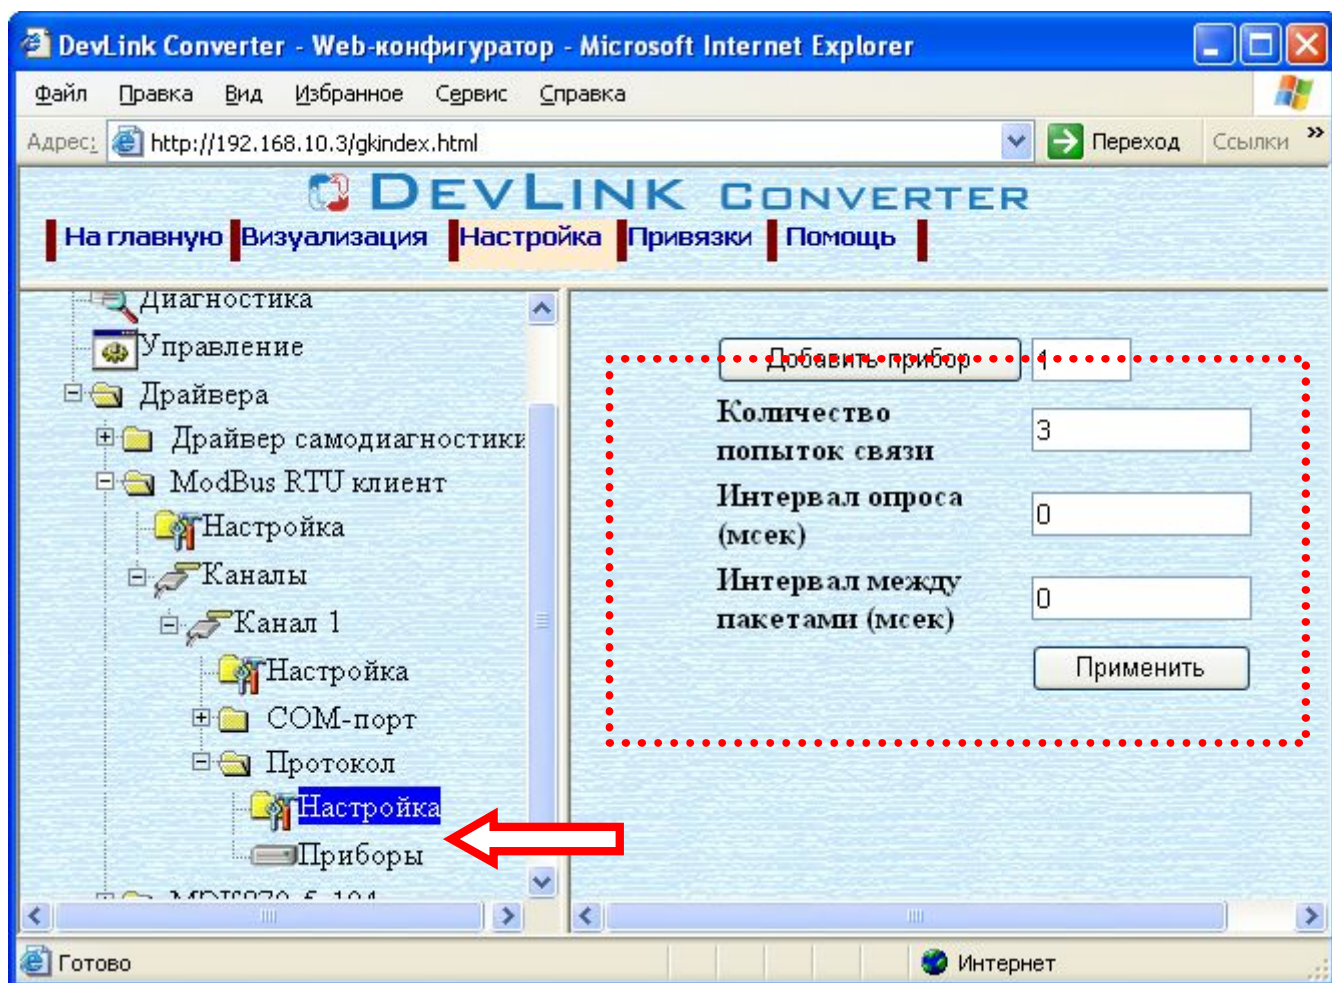 DevLink Converter - Web-конфигуратор - Microsoft Internet Explorer
Файл Правка Вид Избранное Сервис Справка
Адрес: http://192.168.10.3/gkindex.html Переход Ссылки »
DEVLINK CONVERTER
На главную Визуализация Настройка Привязки Помощь
Диагностика
Управление
Драйвера
Драйвер самодиагностики
ModBus RTU клиент
Настройка
Каналы
Канал 1
Настройка
COM-порт
Протокол
Настройка
Приборы
Добавить прибор 1
Количество
попыток связи 3
Интервал опроса
(мсек) 0
Интервал между
пакетами (мсек) 0
Применить
Готово Интернет